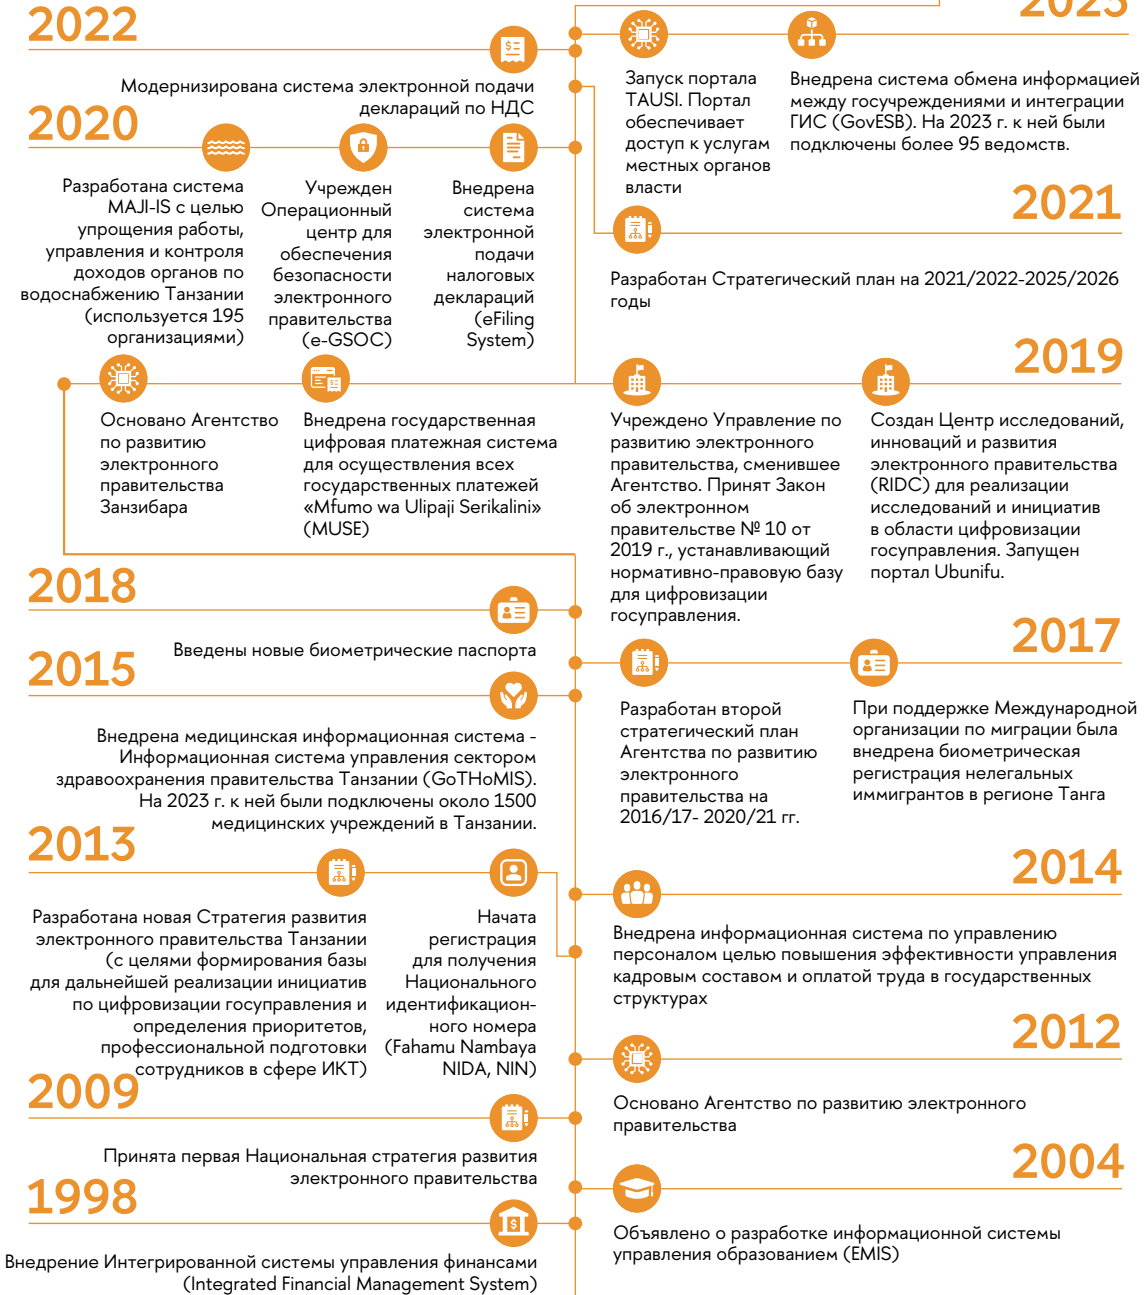 2023
Запуск портала
TAUSI. Портал
обеспечивает
доступ к услугам
местных органов
власти
Внедрена система обмена информацией
между госучреждениями и интеграции
ГИС (GovESB). На 2023 г. к ней были
подключены более 95 ведомств.
2022
Модернизирована система электронной подачи
деклараций по НДС
2021
Разработан Стратегический план на 2021/2022-2025/2026
годы
2020
Разработана система
MAJI-IS с целью
упрощения работы,
управления и контроля
доходов органов по
водоснабжению Танзании
(используется 195
организациями)
Учрежден
Операционный
центр для
обеспечения
безопасности
электронного
правительства
(e-GSOC)
Внедрена
система
электронной
подачи
налоговых
деклараций
(eFiling
System)
2019
Основано Агентство
по развитию
электронного
правительства
Занзибара
Внедрена государственная
цифровая платежная система
для осуществления всех
государственных платежей
«Mfumo wa Ulipaji Serikalini»
(MUSE)
Учреждено Управление по
развитию электронного
правительства, сменившее
Агентство. Принят Закон
об электронном
правительстве № 10 от
2019 г., устанавливающий
нормативно-правовую базу
для цифровизации
госуправления.
Создан Центр исследований,
инноваций и развития
электронного правительства
(RIDC) для реализации
исследований и инициатив
в области цифровизации
госуправления. Запущен
портал Ubunifu.
2018
Введены новые биометрические паспорта
2017
Разработан второй
стратегический план
Агентства по развитию
электронного
правительства на
2016/17- 2020/21 гг.
При поддержке Международной
организации по миграции была
внедрена биометрическая
регистрация нелегальных
иммигрантов в регионе Танга
2015
Внедрена медицинская информационная система -
Информационная система управления сектором
здравоохранения правительства Танзании (GoTHoMIS).
На 2023 г. к ней были подключены около 1500
медицинских учреждений в Танзании.
2014
Внедрена информационная система по управлению
персоналом целью повышения эффективности управления
кадровым составом и оплатой труда в государственных
структурах
2013
Разработана новая Стратегия развития
электронного правительства Танзании
(с целями формирования базы
для дальнейшей реализации инициатив
по цифровизации госуправления и
определения приоритетов,
профессиональной подготовки
сотрудников в сфере ИКТ)
Начата
регистрация
для получения
Национального
идентификацион-
ного номера
(Fahamu Nambaya
NIDA, NIN)
2012
Основано Агентство по развитию электронного
правительства
2009
Принята первая Национальная стратегия развития
электронного правительства
2004
Объявлено о разработке информационной системы
управления образованием (EMIS)
1998
Внедрение Интегрированной системы управления финансами
(Integrated Financial Management System)